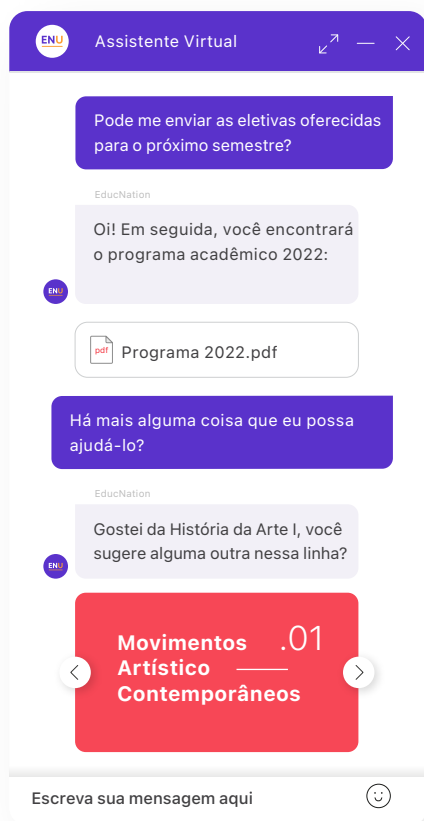 ENU
Assistente Virtual
Pode me enviar as eletivas oferecidas
para o próximo semestre?
EducNation
Oi! Em seguida, você encontrará
o programa acadêmico 2022:
ENU
pdf
Programa 2022.pdf
Há mais alguma coisa que eu possa
ajudá-lo?
EducNation
Gostei da História da Arte I, você
sugere alguma outra nessa linha?
ENU
Movimentos .01
Artístico
Contemporâneos
Escreva sua mensagem aqui